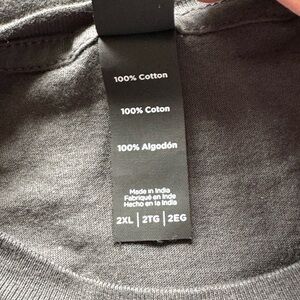 100% Cotton
100% Coton
100% Algodón
Made in India
Fabriqué en Inde
Hecho en la India
2XL | 2TG | 2EG